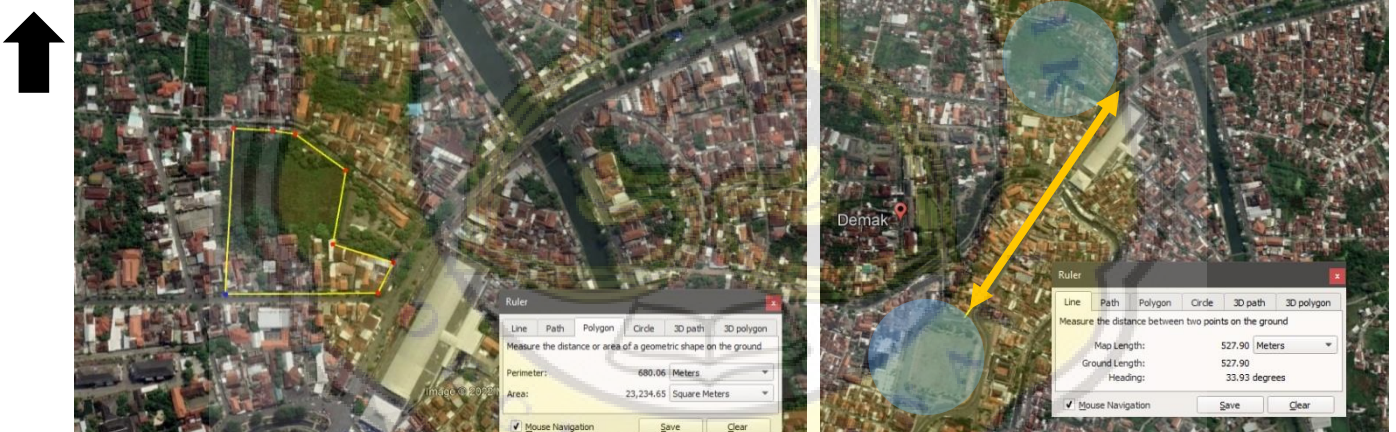 Ruler
Line Path Polygon Circle 3D path 3D polygon
Measure the distance or area of a geometric shape on the ground
Perimeter: 680.06 Meters
Area: 23,234.65 Square Meters
Mouse Navigation Save Clear
Demak
Ruler
Line Path Polygon Circle 3D path 3D polygon
Measure the distance between two points on the ground
Map Length: 527.90 Meters
Ground Length: 527.90
Heading: 33.93 degrees
Mouse Navigation Save Clear